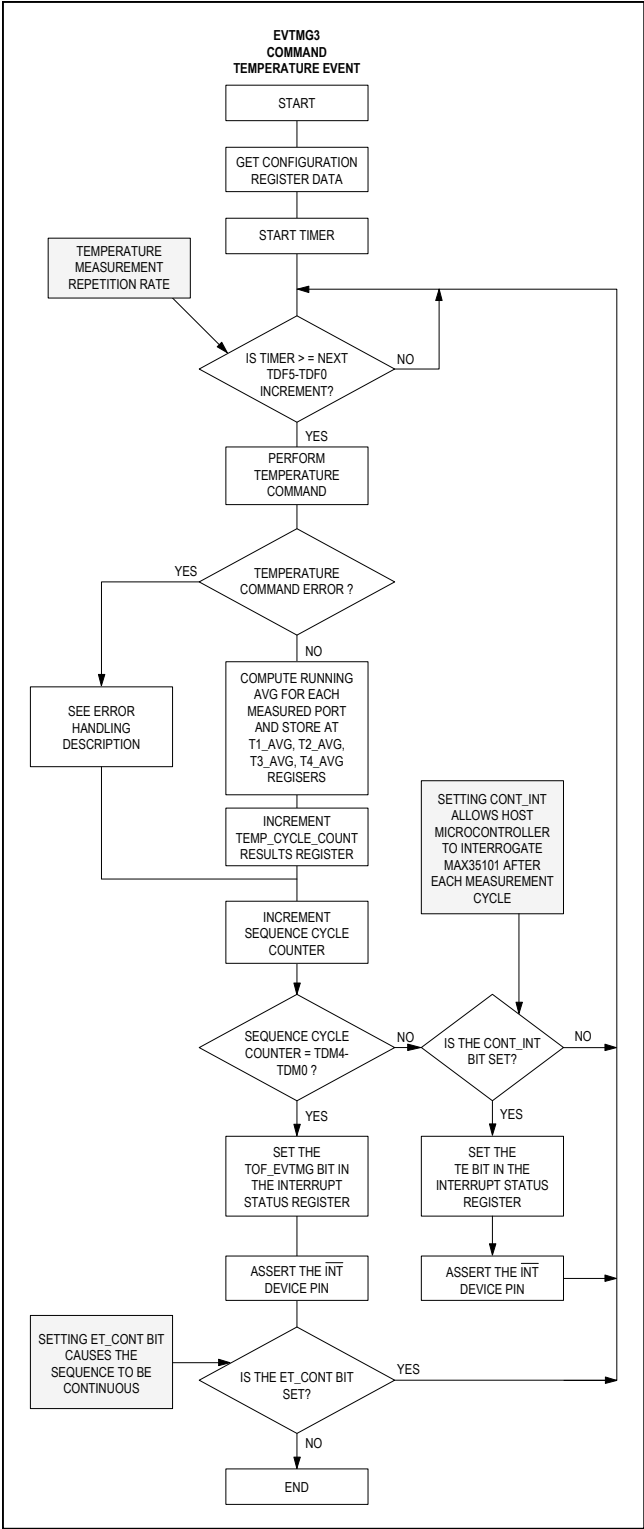 EVTMG3
COMMAND
TEMPERATURE EVENT
START
GET CONFIGURATION
REGISTER DATA
START TIMER
TEMPERATURE
MEASUREMENT
REPETITION RATE
IS TIMER > = NEXT
TDF5-TDF0
INCREMENT?
NO
YES
PERFORM
TEMPERATURE
COMMAND
YES
TEMPERATURE
COMMAND ERROR ?
NO
SEE ERROR
HANDLING
DESCRIPTION
COMPUTE RUNNING
AVG FOR EACH
MEASURED PORT
AND STORE AT
T1_AVG, T2_AVG,
T3_AVG, T4_AVG
REGISERS
INCREMENT
TEMP_CYCLE_COUNT
RESULTS REGISTER
SETTING CONT_INT
ALLOWS HOST
MICROCONTROLLER
TO INTERROGATE
MAX35101 AFTER
EACH MEASUREMENT
CYCLE
INCREMENT
SEQUENCE CYCLE
COUNTER
SEQUENCE CYCLE
COUNTER = TDM4-
TDM0 ?
NO
IS THE CONT_INT
BIT SET?
NO
YES
YES
SET THE
TOF_EVTMG BIT IN
THE INTERRUPT
STATUS REGISTER
SET THE
TE BIT IN THE
INTERRUPT STATUS
REGISTER
ASSERT THE INT
DEVICE PIN
ASSERT THE INT
DEVICE PIN
SETTING ET_CONT BIT
CAUSES THE
SEQUENCE TO BE
CONTINUOUS
IS THE ET_CONT BIT
SET?
YES
NO
END